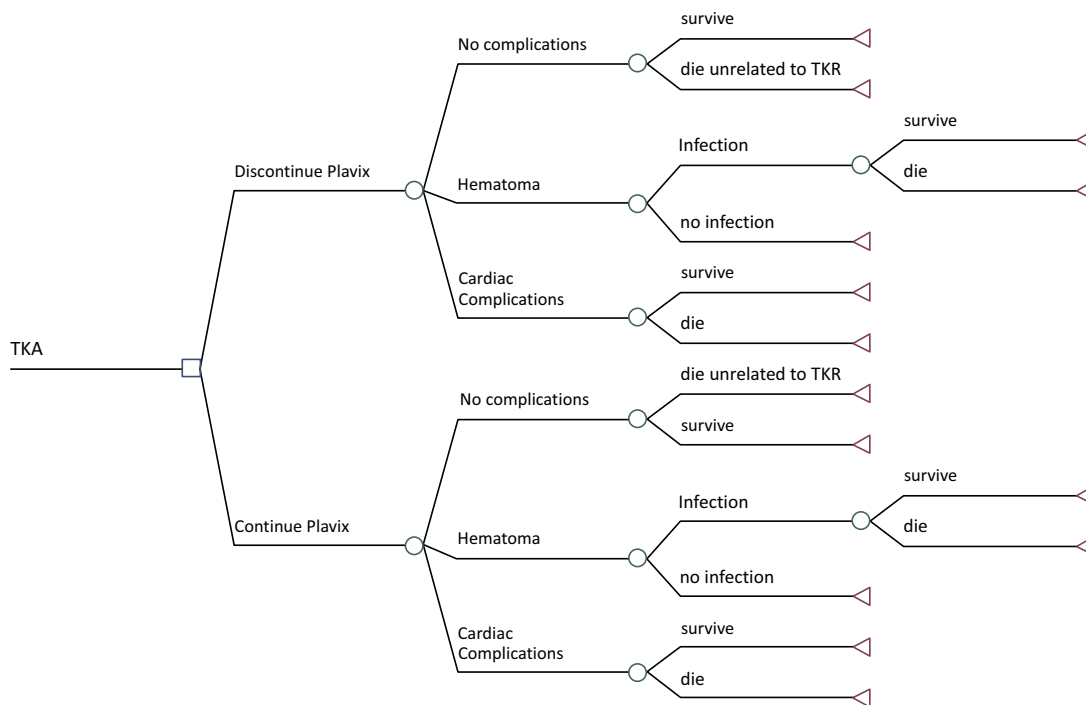 survive
No complications
die unrelated to TKR
survive
Infection
Discontinue Plavix
die
Hematoma
no infection
survive
Cardiac
Complications
die
TKA
die unrelated to TKR
No complications
survive
survive
Infection
Continue Plavix
die
Hematoma
no infection
survive
Cardiac
Complications
die